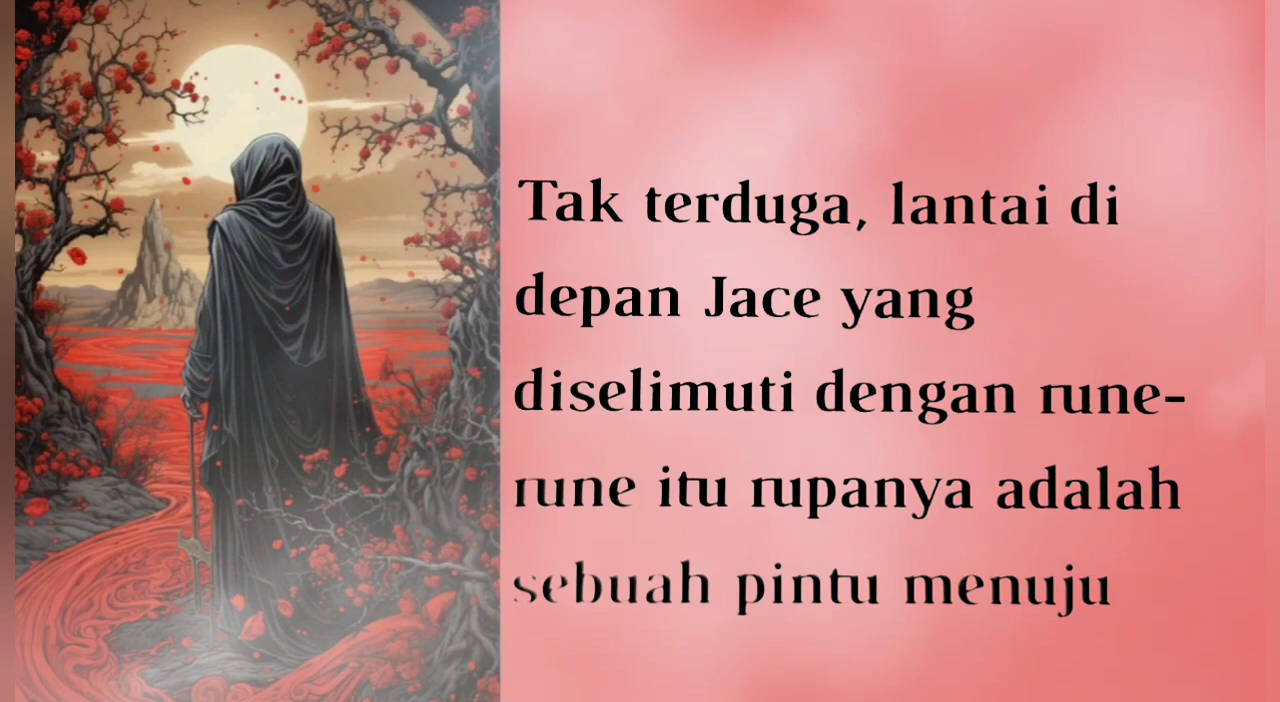 Tak terduga, lantai di
depan Jace yang
diselimuti dengan rune-
rune itu rupanya adalah
sebuah pintu menuju